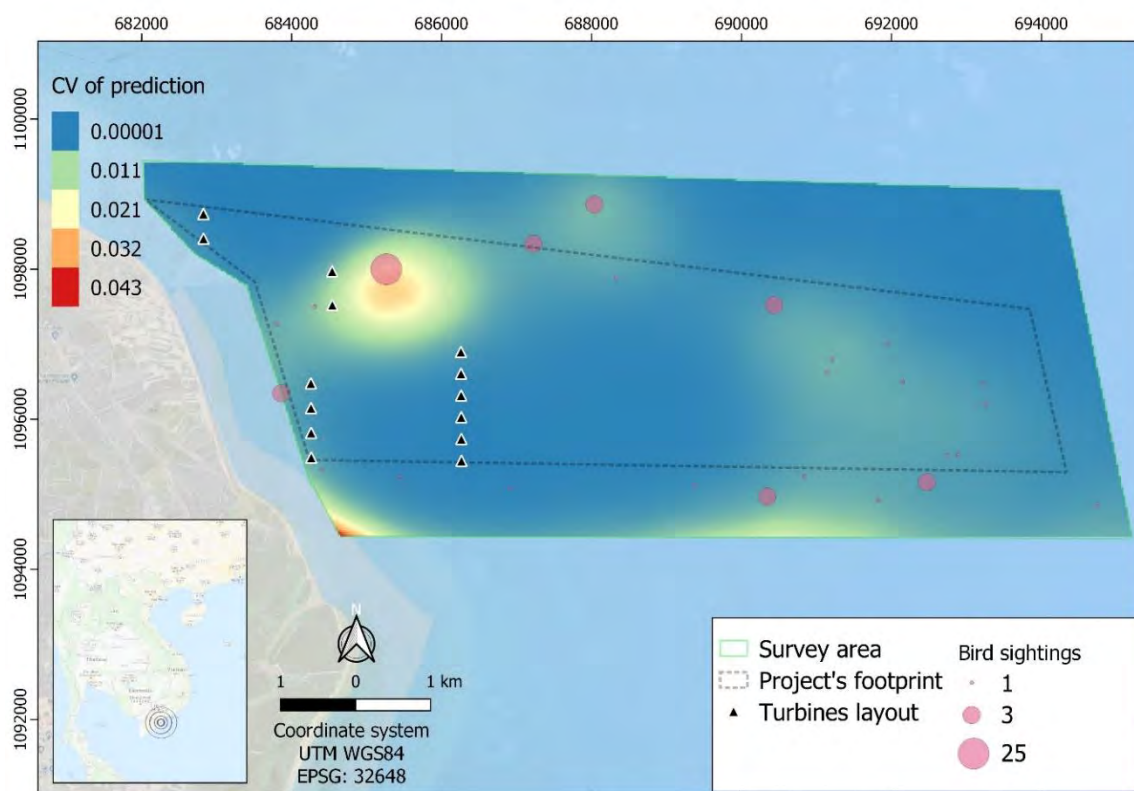 682000 684000 686000 688000 690000 692000 694000
1100000
1098000
1096000
1094000
1092000
CV of prediction
0.00001
0.011
0.021
0.032
0.043
N
1 0 1 km
Coordinate system
UTM WGS84
EPSG: 32648
Survey area
Project's footprint
Turbines layout
Bird sightings
1
3
25